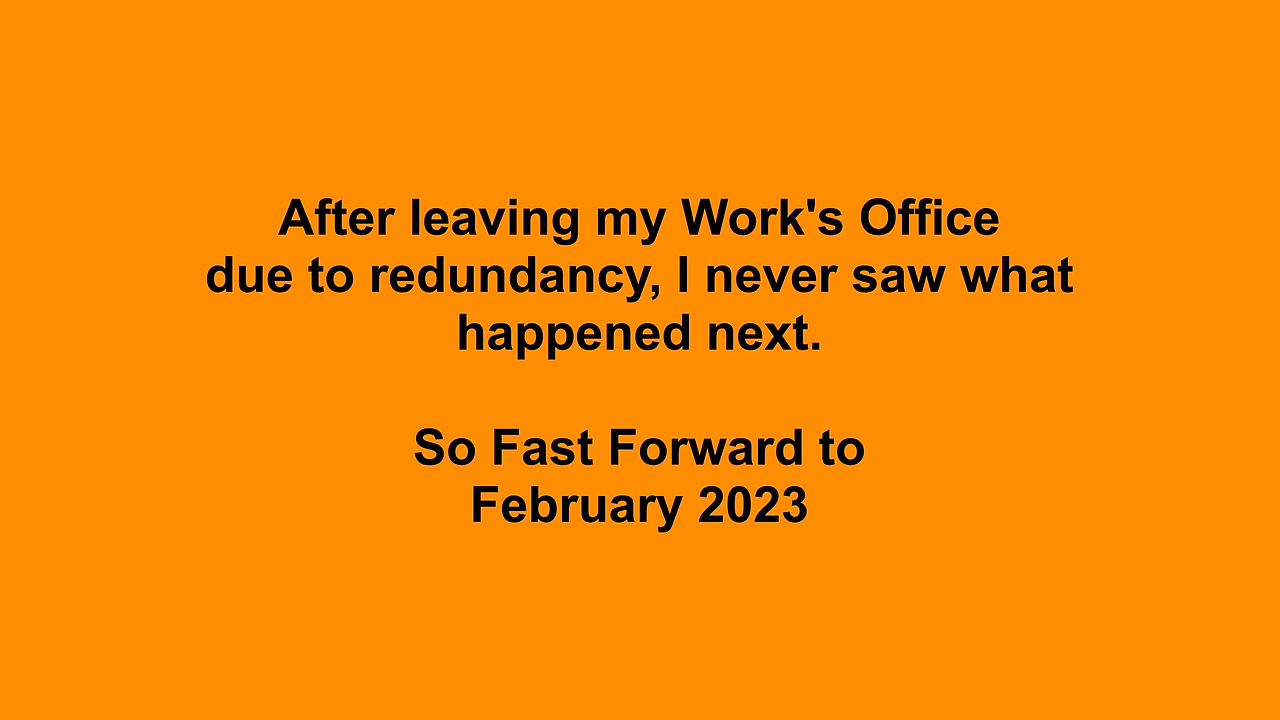 After leaving my Work's Office
due to redundancy, I never saw what
happened next.
So Fast Forward to
February 2023